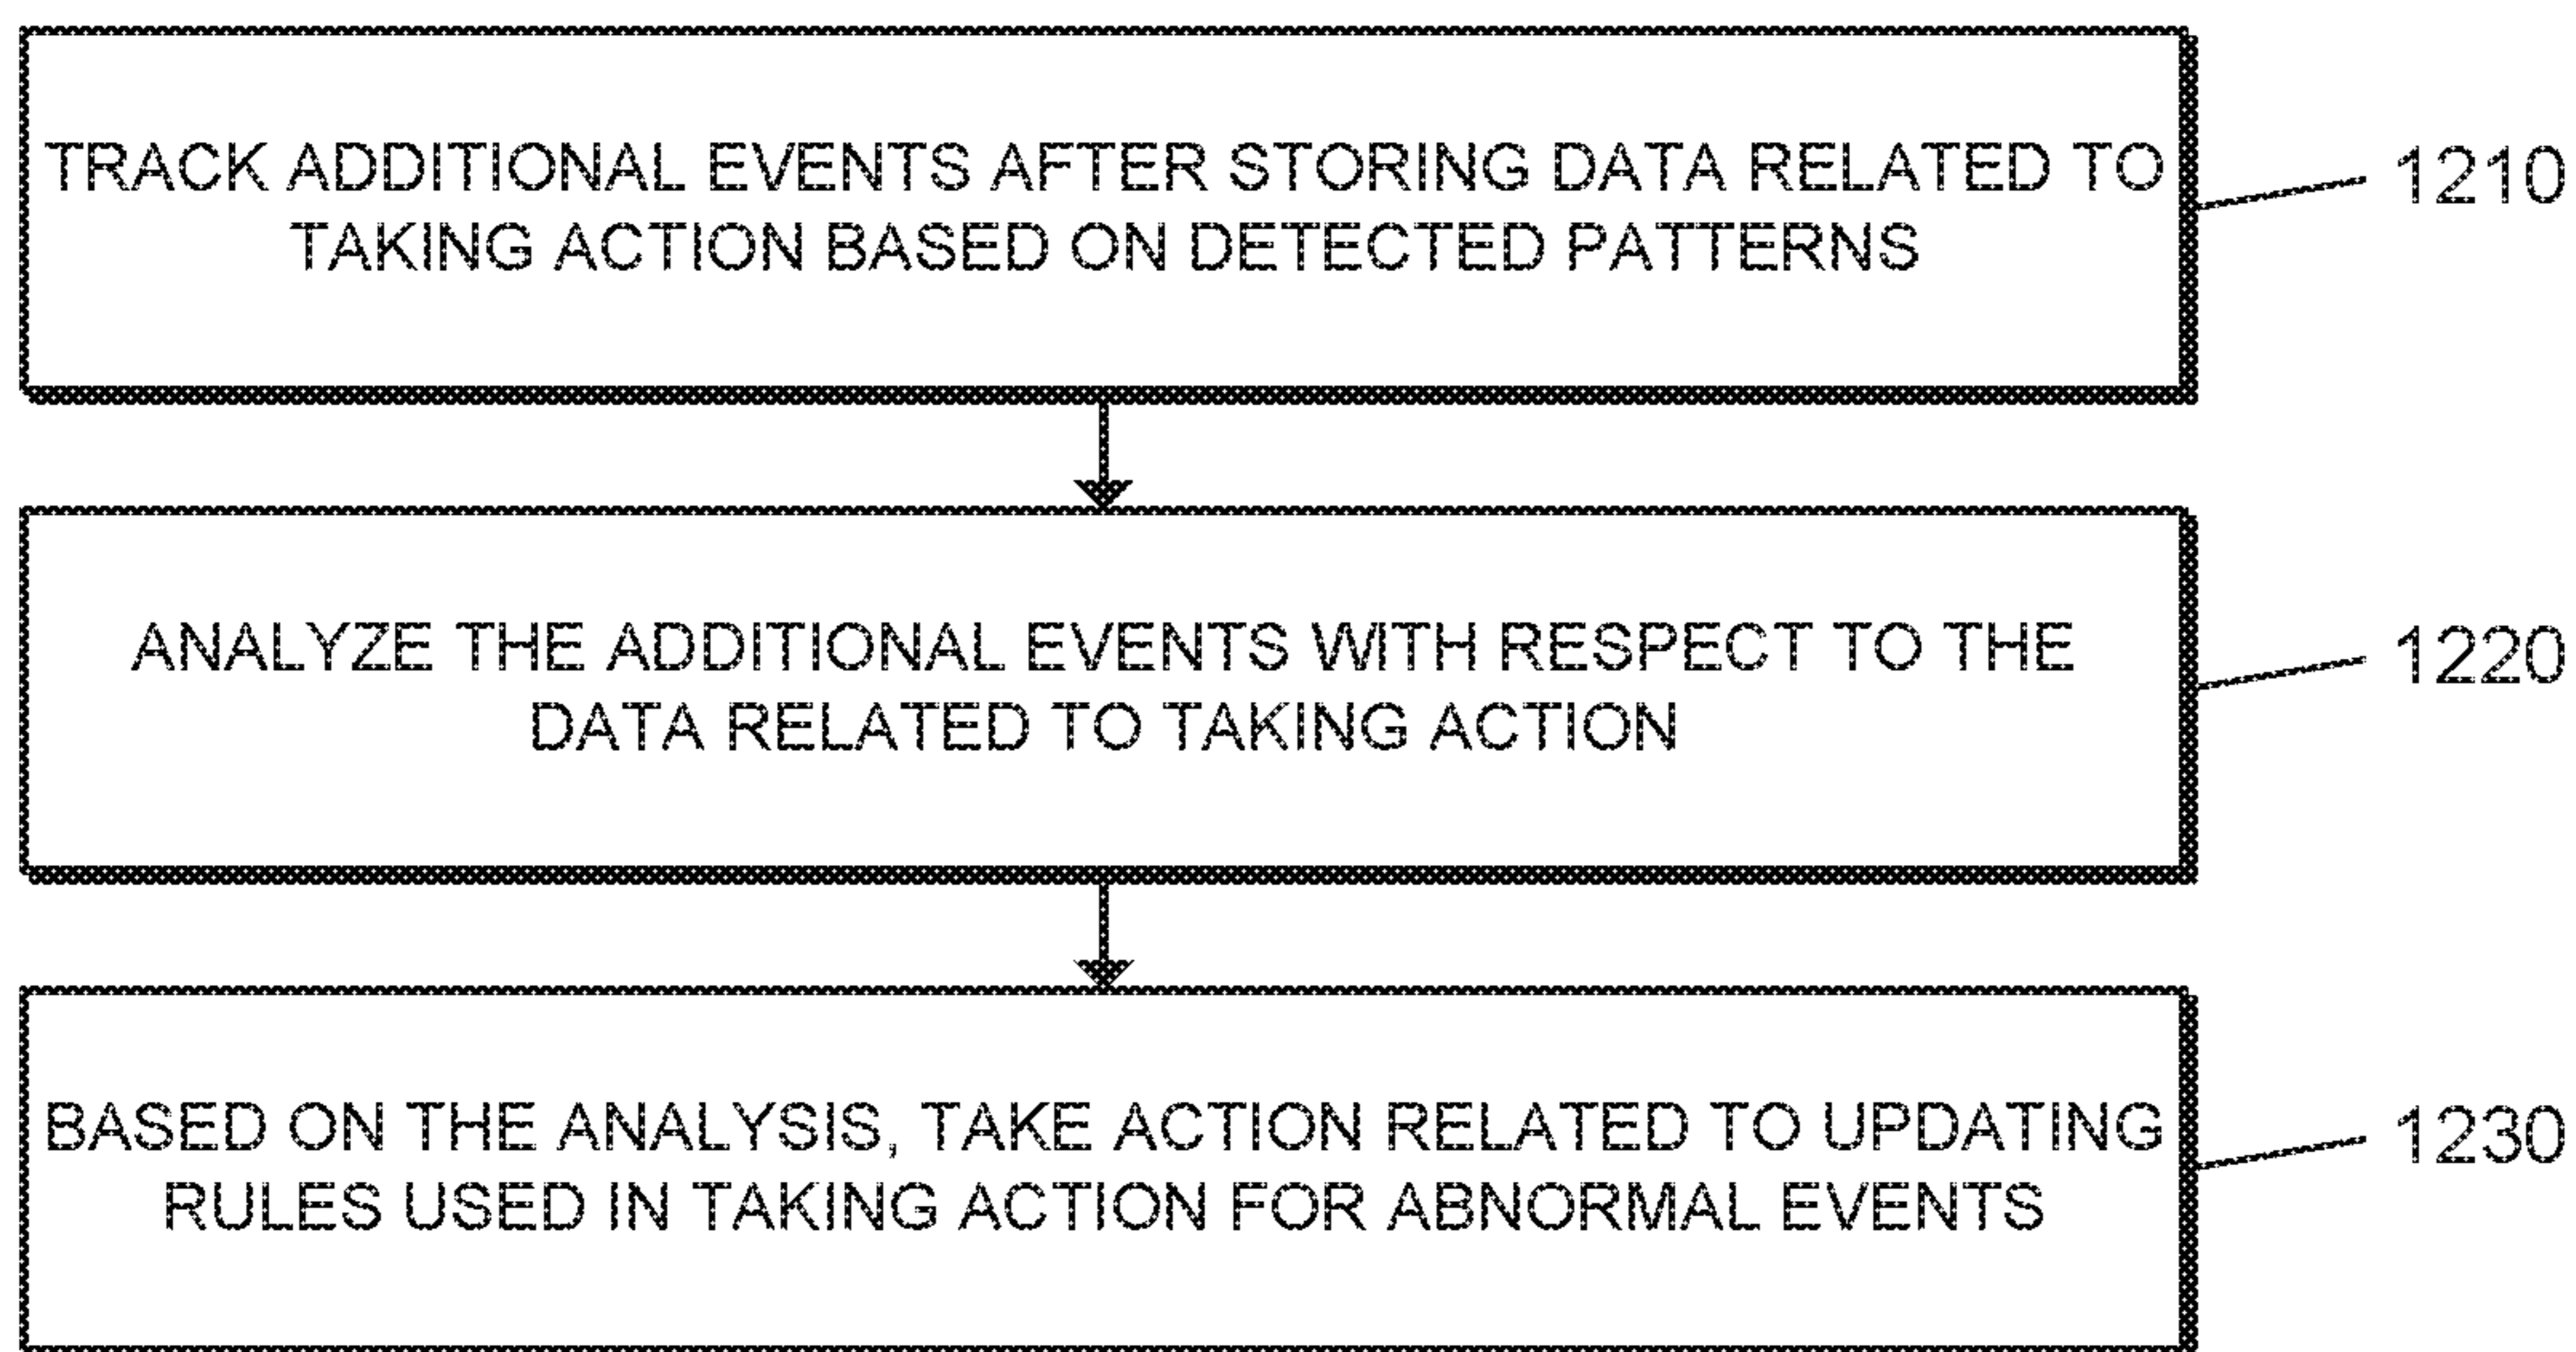 TRACK ADDITIONAL EVENTS AFTER STORING DATA RELATED TO
TAKING ACTION BASED ON DETECTED PATTERNS
1210
ANALYZE THE ADDITIONAL EVENTS WITH RESPECT TO THE
DATA RELATED TO TAKING ACTION
1220
BASED ON THE ANALYSIS, TAKE ACTION RELATED TO UPDATING
RULES USED IN TAKING ACTION FOR ABNORMAL EVENTS
1230